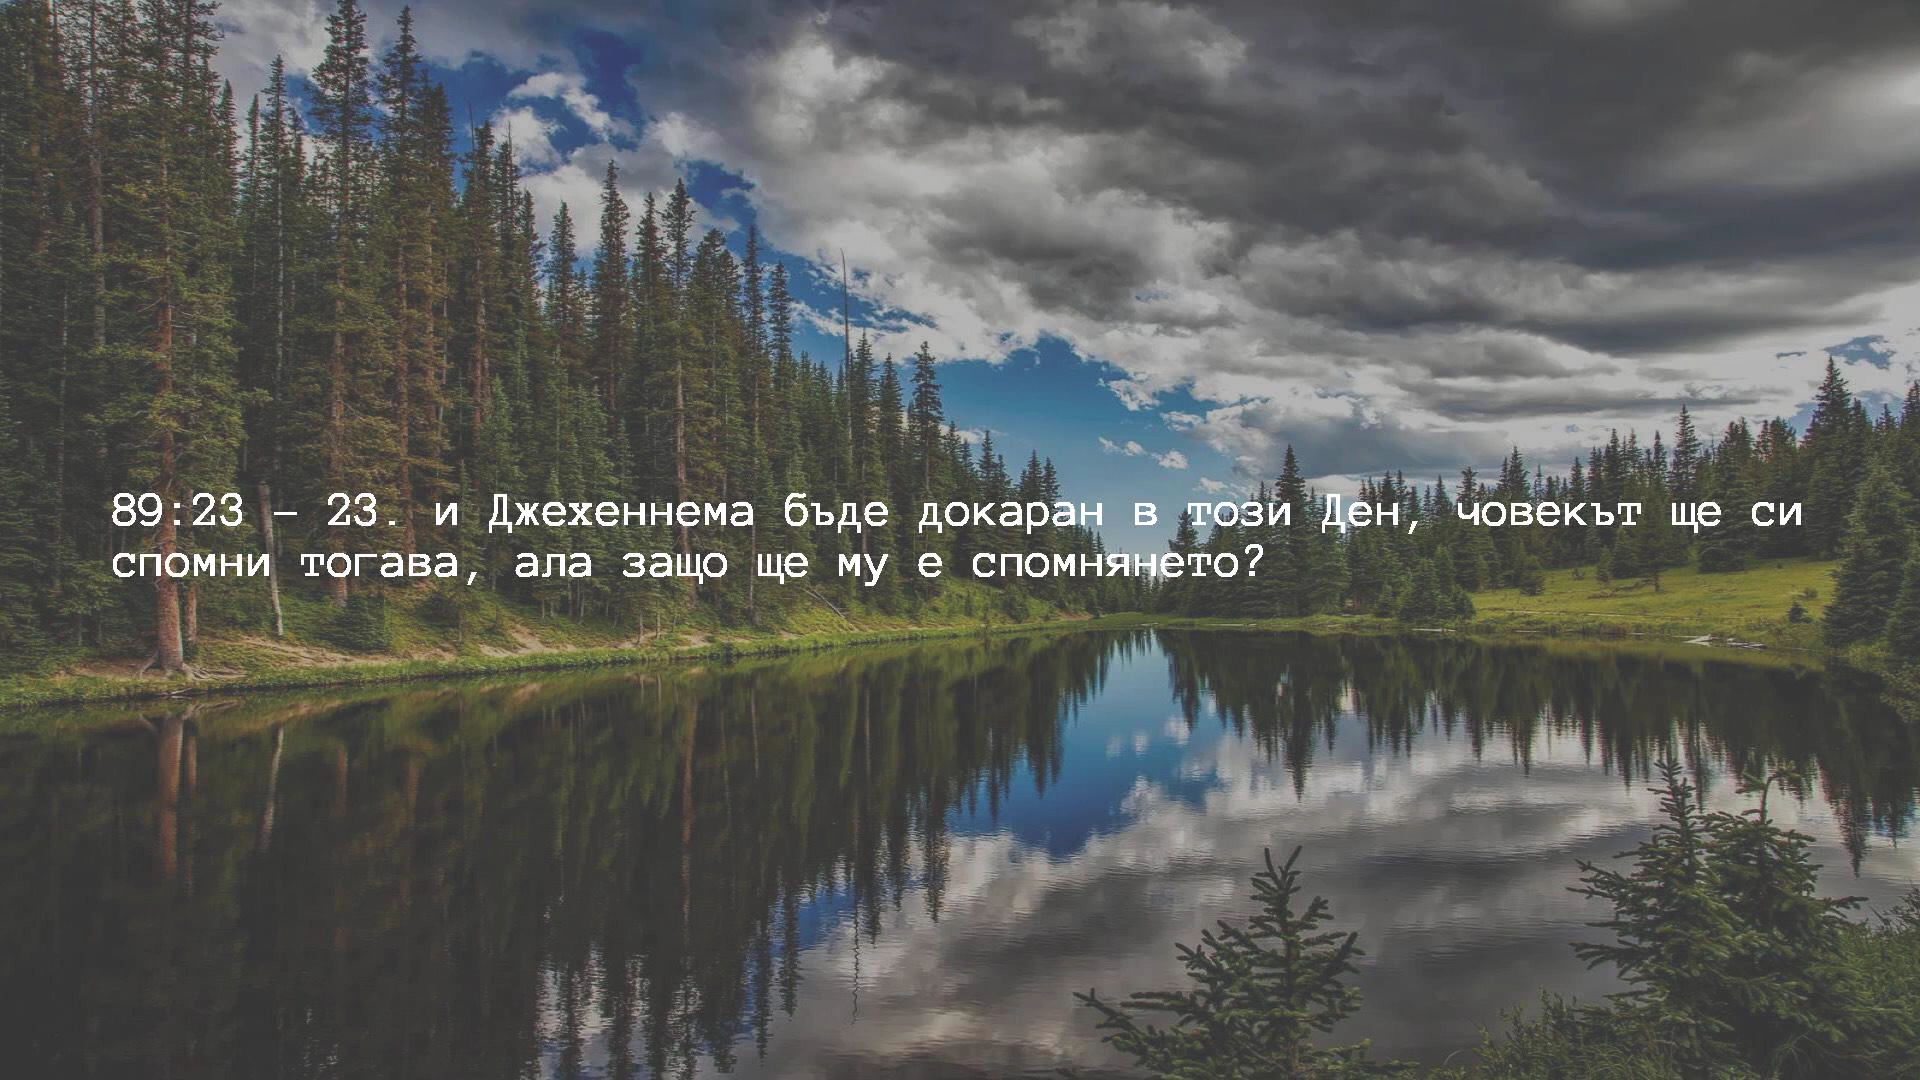 89:23 – 23. и Джехеннема бъде докаран в този Ден, човекът ще си
спомни тогава, ала защо ще му е спомнянето?